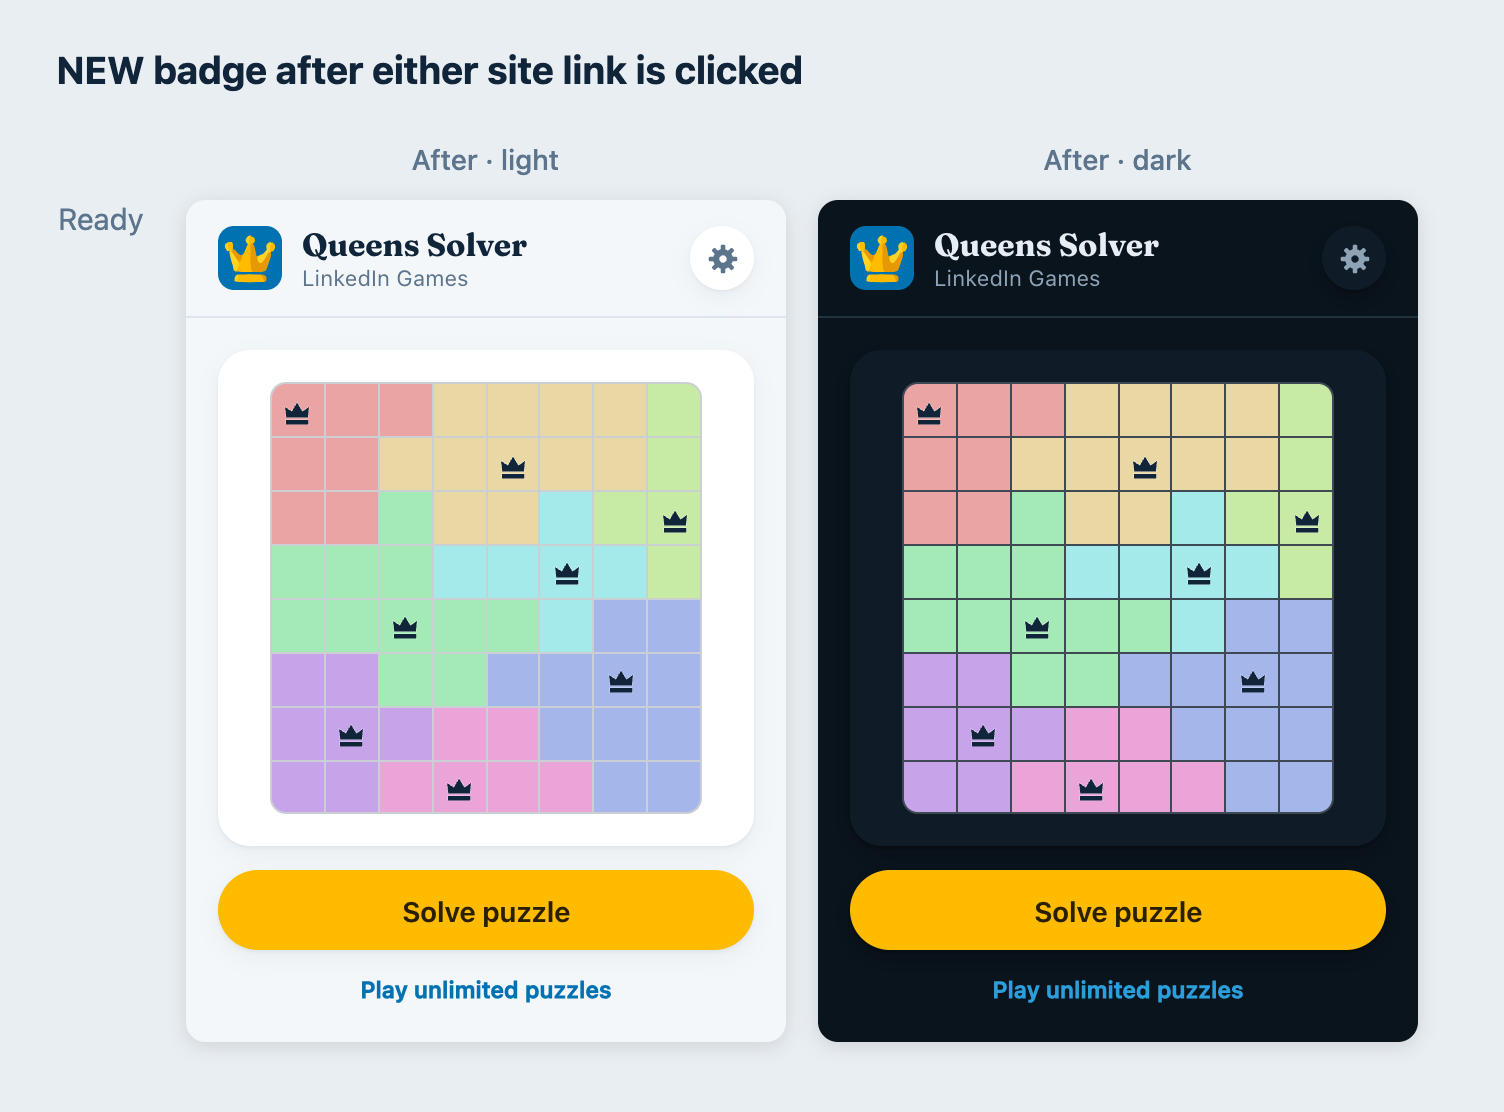 NEW badge after either site link is clicked
After · light
After · dark
Ready
Queens Solver
LinkedIn Games
Solve puzzle
Play unlimited puzzles
Queens Solver
LinkedIn Games
Solve puzzle
Play unlimited puzzles